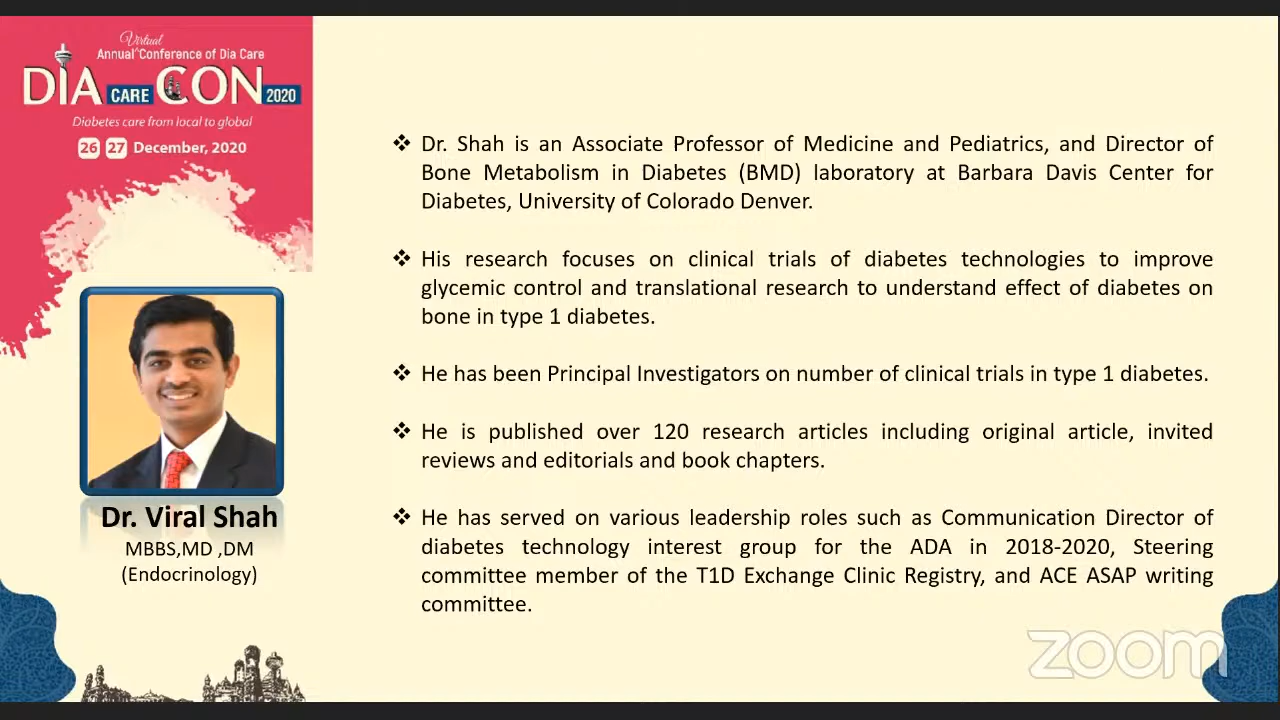 Virtual
Annual Conference of Dia Care
DIA CARE CON 2020
Diabetes care from local to global
26 27 December, 2020
Dr. Viral Shah
MBBS,MD ,DM
(Endocrinology)
❖ Dr. Shah is an Associate Professor of Medicine and Pediatrics, and Director of
Bone Metabolism in Diabetes (BMD) laboratory at Barbara Davis Center for
Diabetes, University of Colorado Denver.
❖ His research focuses on clinical trials of diabetes technologies to improve
glycemic control and translational research to understand effect of diabetes on
bone in type 1 diabetes.
❖ He has been Principal Investigators on number of clinical trials in type 1 diabetes.
❖ He is published over 120 research articles including original article, invited
reviews and editorials and book chapters.
❖ He has served on various leadership roles such as Communication Director of
diabetes technology interest group for the ADA in 2018-2020, Steering
committee member of the T1D Exchange Clinic Registry, and ACE ASAP writing
committee.
zoom